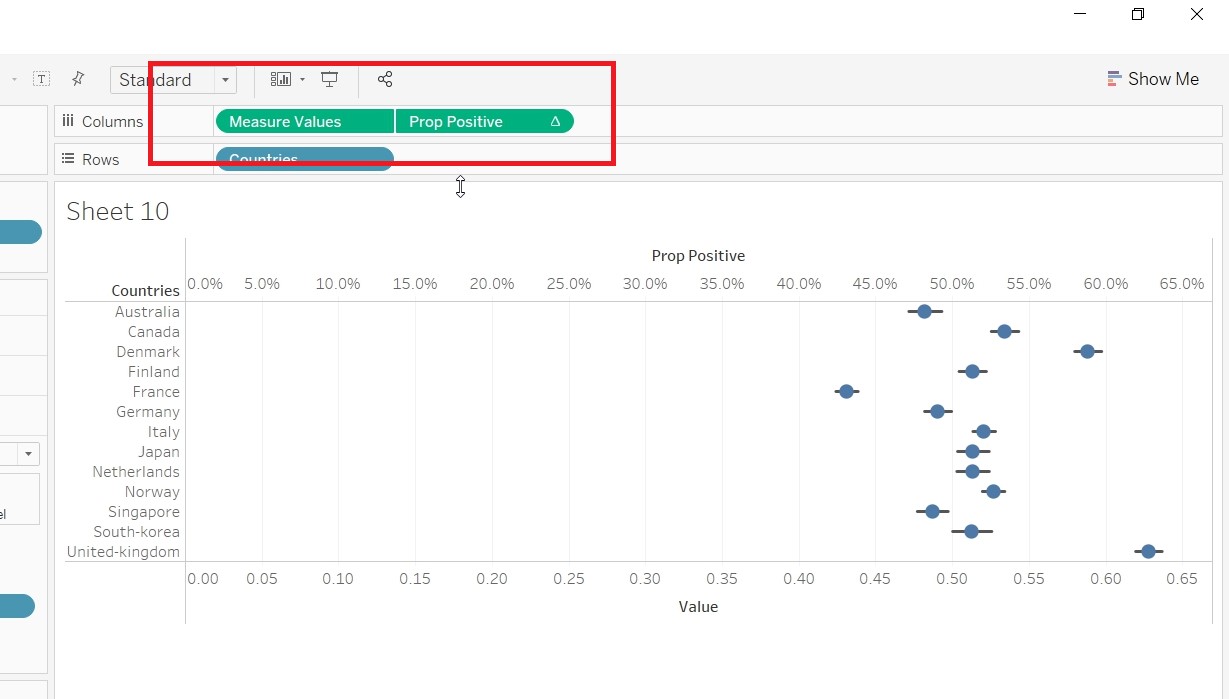 T Standard Show Me
Columns Measure Values Prop Positive Δ
Rows Countries
Sheet 10
Prop Positive
Countries 0.0% 5.0% 10.0% 15.0% 20.0% 25.0% 30.0% 35.0% 40.0% 45.0% 50.0% 55.0% 60.0% 65.0%
Australia
Canada
Denmark
Finland
France
Germany
Italy
Japan
Netherlands
Norway
Singapore
el
South-korea
United-kingdom
0.00 0.05 0.10 0.15 0.20 0.25 0.30 0.35 0.40 0.45 0.50 0.55 0.60 0.65
Value